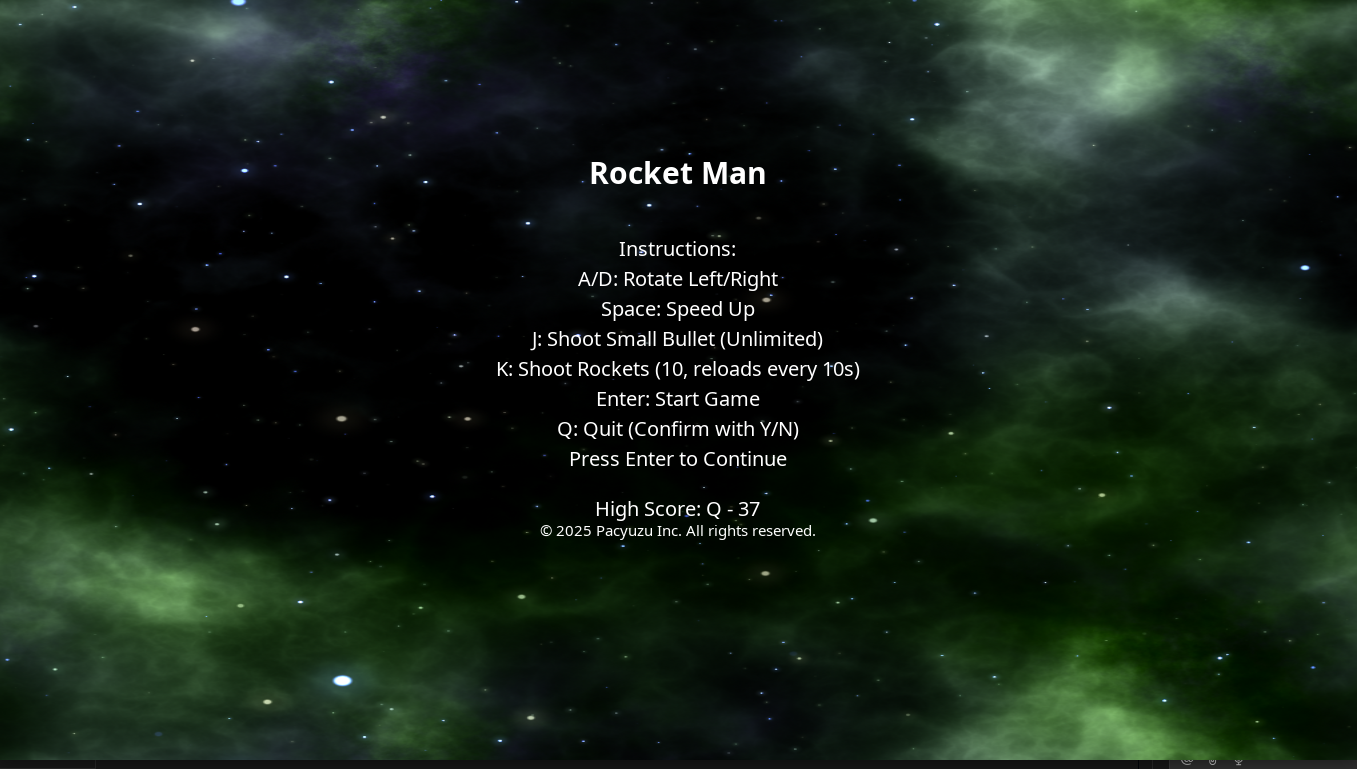 Rocket Man
Instructions:
A/D: Rotate Left/Right
Space: Speed Up
J: Shoot Small Bullet (Unlimited)
K: Shoot Rockets (10, reloads every 10s)
Enter: Start Game
Q: Quit (Confirm with Y/N)
Press Enter to Continue
High Score: Q - 37
© 2025 Pacyuzu Inc. All rights reserved.